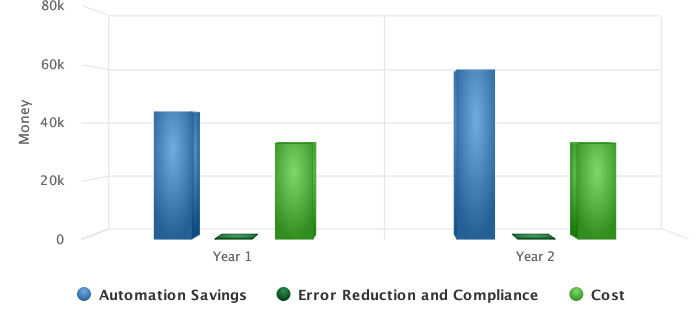 80k
60k
40k
20k
0
Money
Year 1
Year 2
Automation Savings
Error Reduction and Compliance
Cost